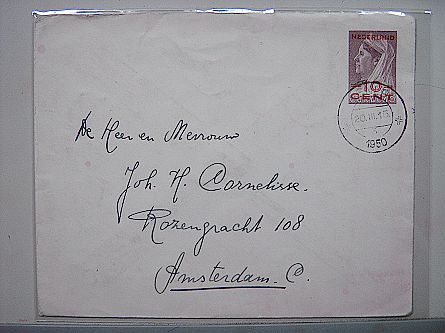 NEDERLAND
10
CENT
20.III.15
1950
De Heer en Mevrouw
Joh. H. Cornelisse.
Rozengracht 108
Amsterdam. C.